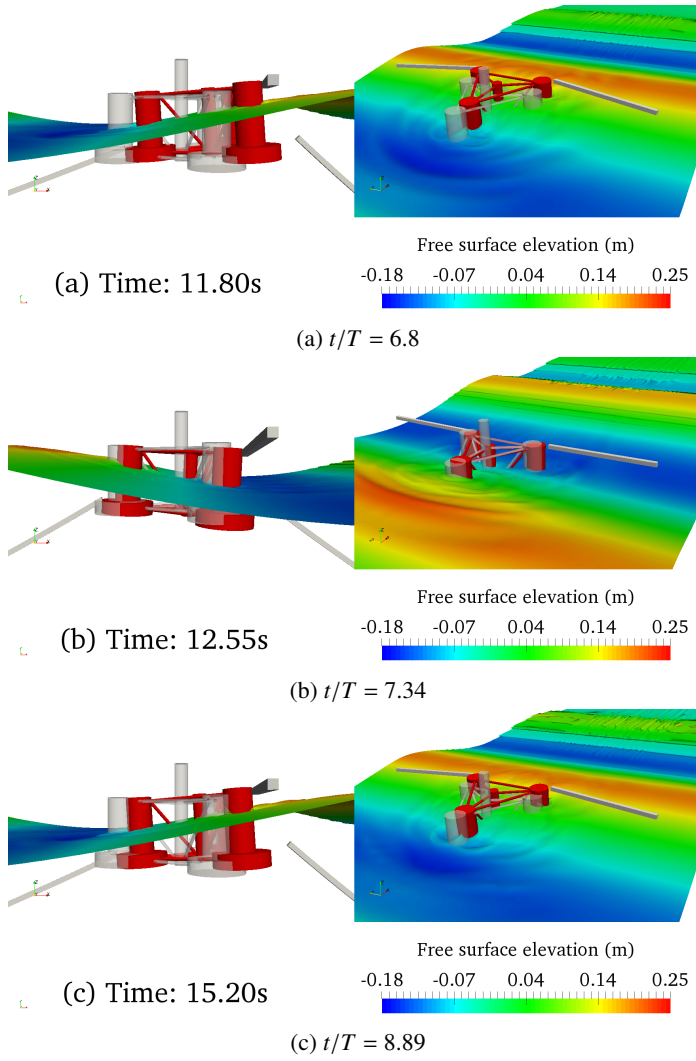 Free surface elevation (m)
-0.18 -0.07 0.04 0.14 0.25
(a) Time: 11.80s
(a) t/T = 6.8
Free surface elevation (m)
-0.18 -0.07 0.04 0.14 0.25
(b) Time: 12.55s
(b) t/T = 7.34
Free surface elevation (m)
-0.18 -0.07 0.04 0.14 0.25
(c) Time: 15.20s
(c) t/T = 8.89